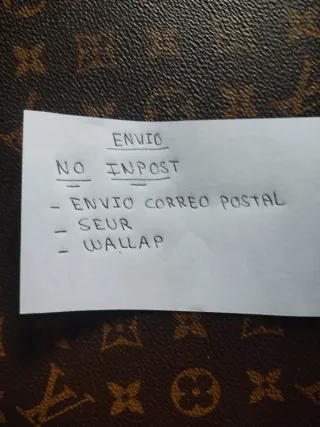 ENVIO
NO INPOST
- ENVIO CORREO POSTAL
- SEUR
- WALLAP